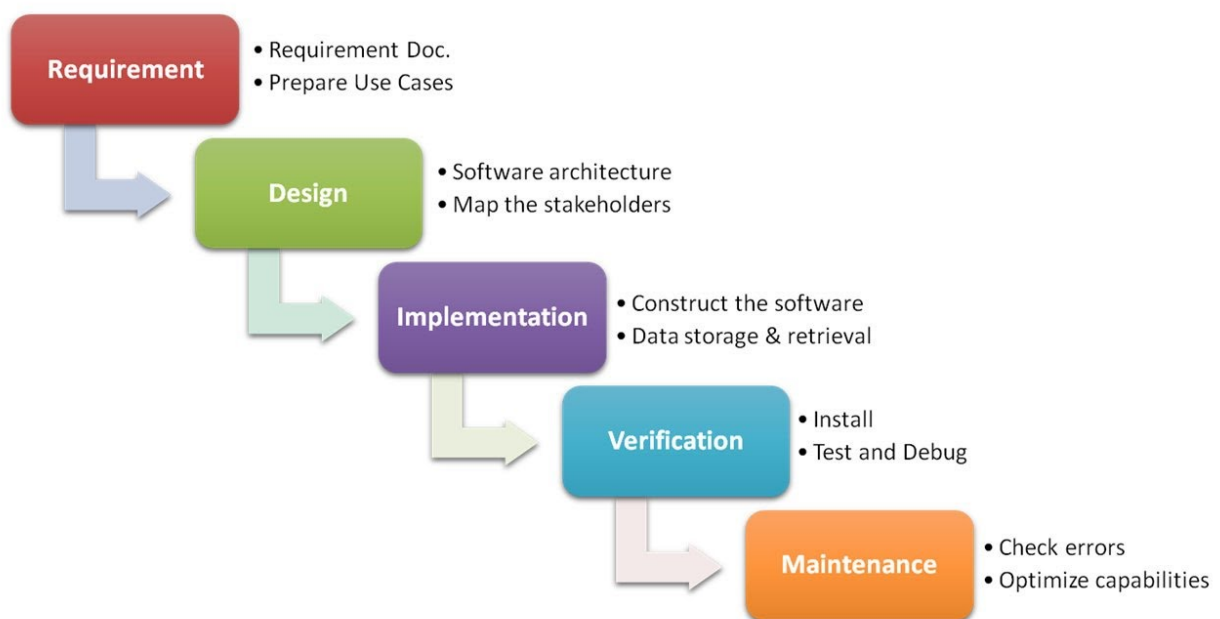 Requirement
• Requirement Doc.
• Prepare Use Cases
Design
• Software architecture
• Map the stakeholders
Implementation
• Construct the software
• Data storage & retrieval
Verification
• Install
• Test and Debug
Maintenance
• Check errors
• Optimize capabilities